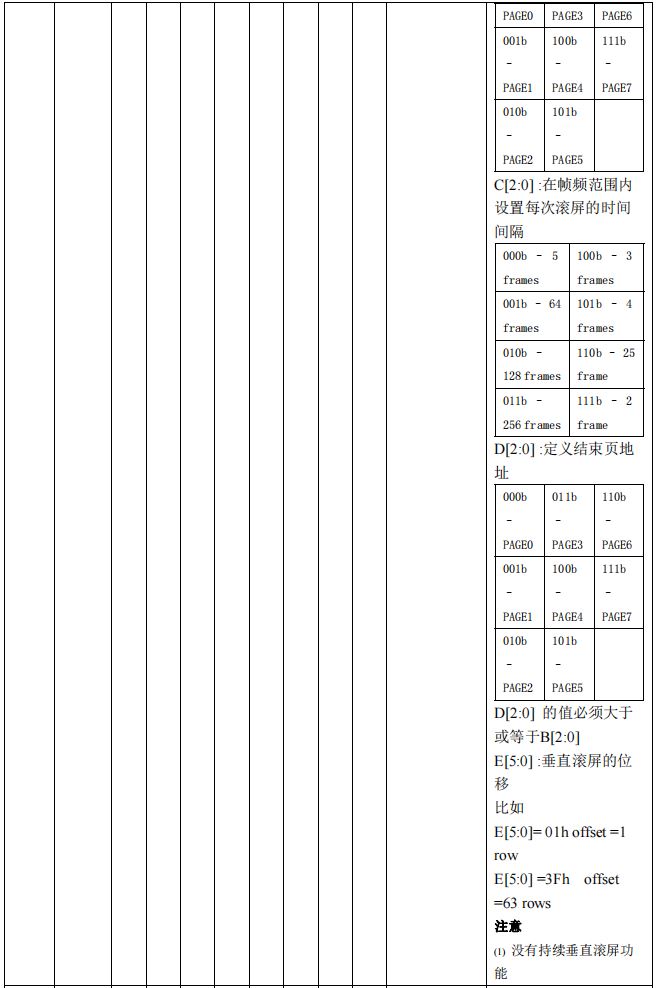 PAGE0 PAGE3 PAGE6
001b 100b 111b
– – –
PAGE1 PAGE4 PAGE7
010b 101b
– –
PAGE2 PAGE5
C[2:0] :在帧频范围内
设置每次滚屏的时间
间隔
000b – 5 100b – 3
frames frames
001b – 64 101b – 4
frames frames
010b – 110b – 25
128 frames frame
011b – 111b – 2
256 frames frame
D[2:0] :定义结束页地
址
000b 011b 110b
– – –
PAGE0 PAGE3 PAGE6
001b 100b 111b
– – –
PAGE1 PAGE4 PAGE7
010b 101b
– –
PAGE2 PAGE5
D[2:0] 的值必须大于
或等于B[2:0]
E[5:0] :垂直滚屏的位
移
比如
E[5:0]= 01h offset =1
row
E[5:0] =3Fh offset
=63 rows
注意
(1) 没有持续垂直滚屏功
能